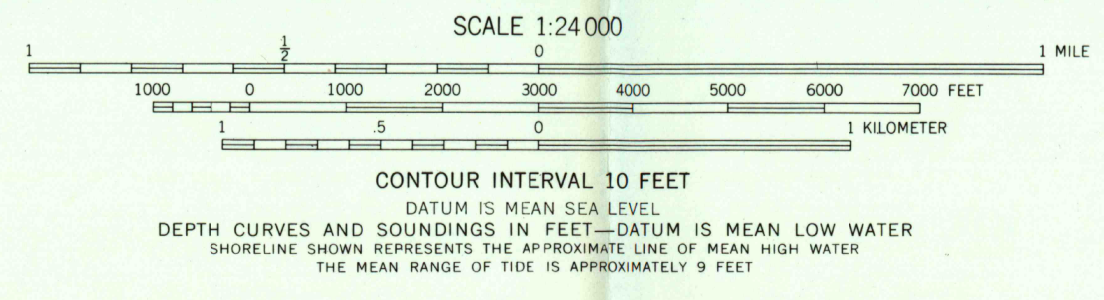 SCALE 1:24 000
1 1/2 0 1 MILE
1000 0 1000 2000 3000 4000 5000 6000 7000 FEET
1 .5 0 1 KILOMETER
CONTOUR INTERVAL 10 FEET
DATUM IS MEAN SEA LEVEL
DEPTH CURVES AND SOUNDINGS IN FEET—DATUM IS MEAN LOW WATER
SHORELINE SHOWN REPRESENTS THE APPROXIMATE LINE OF MEAN HIGH WATER
THE MEAN RANGE OF TIDE IS APPROXIMATELY 9 FEET